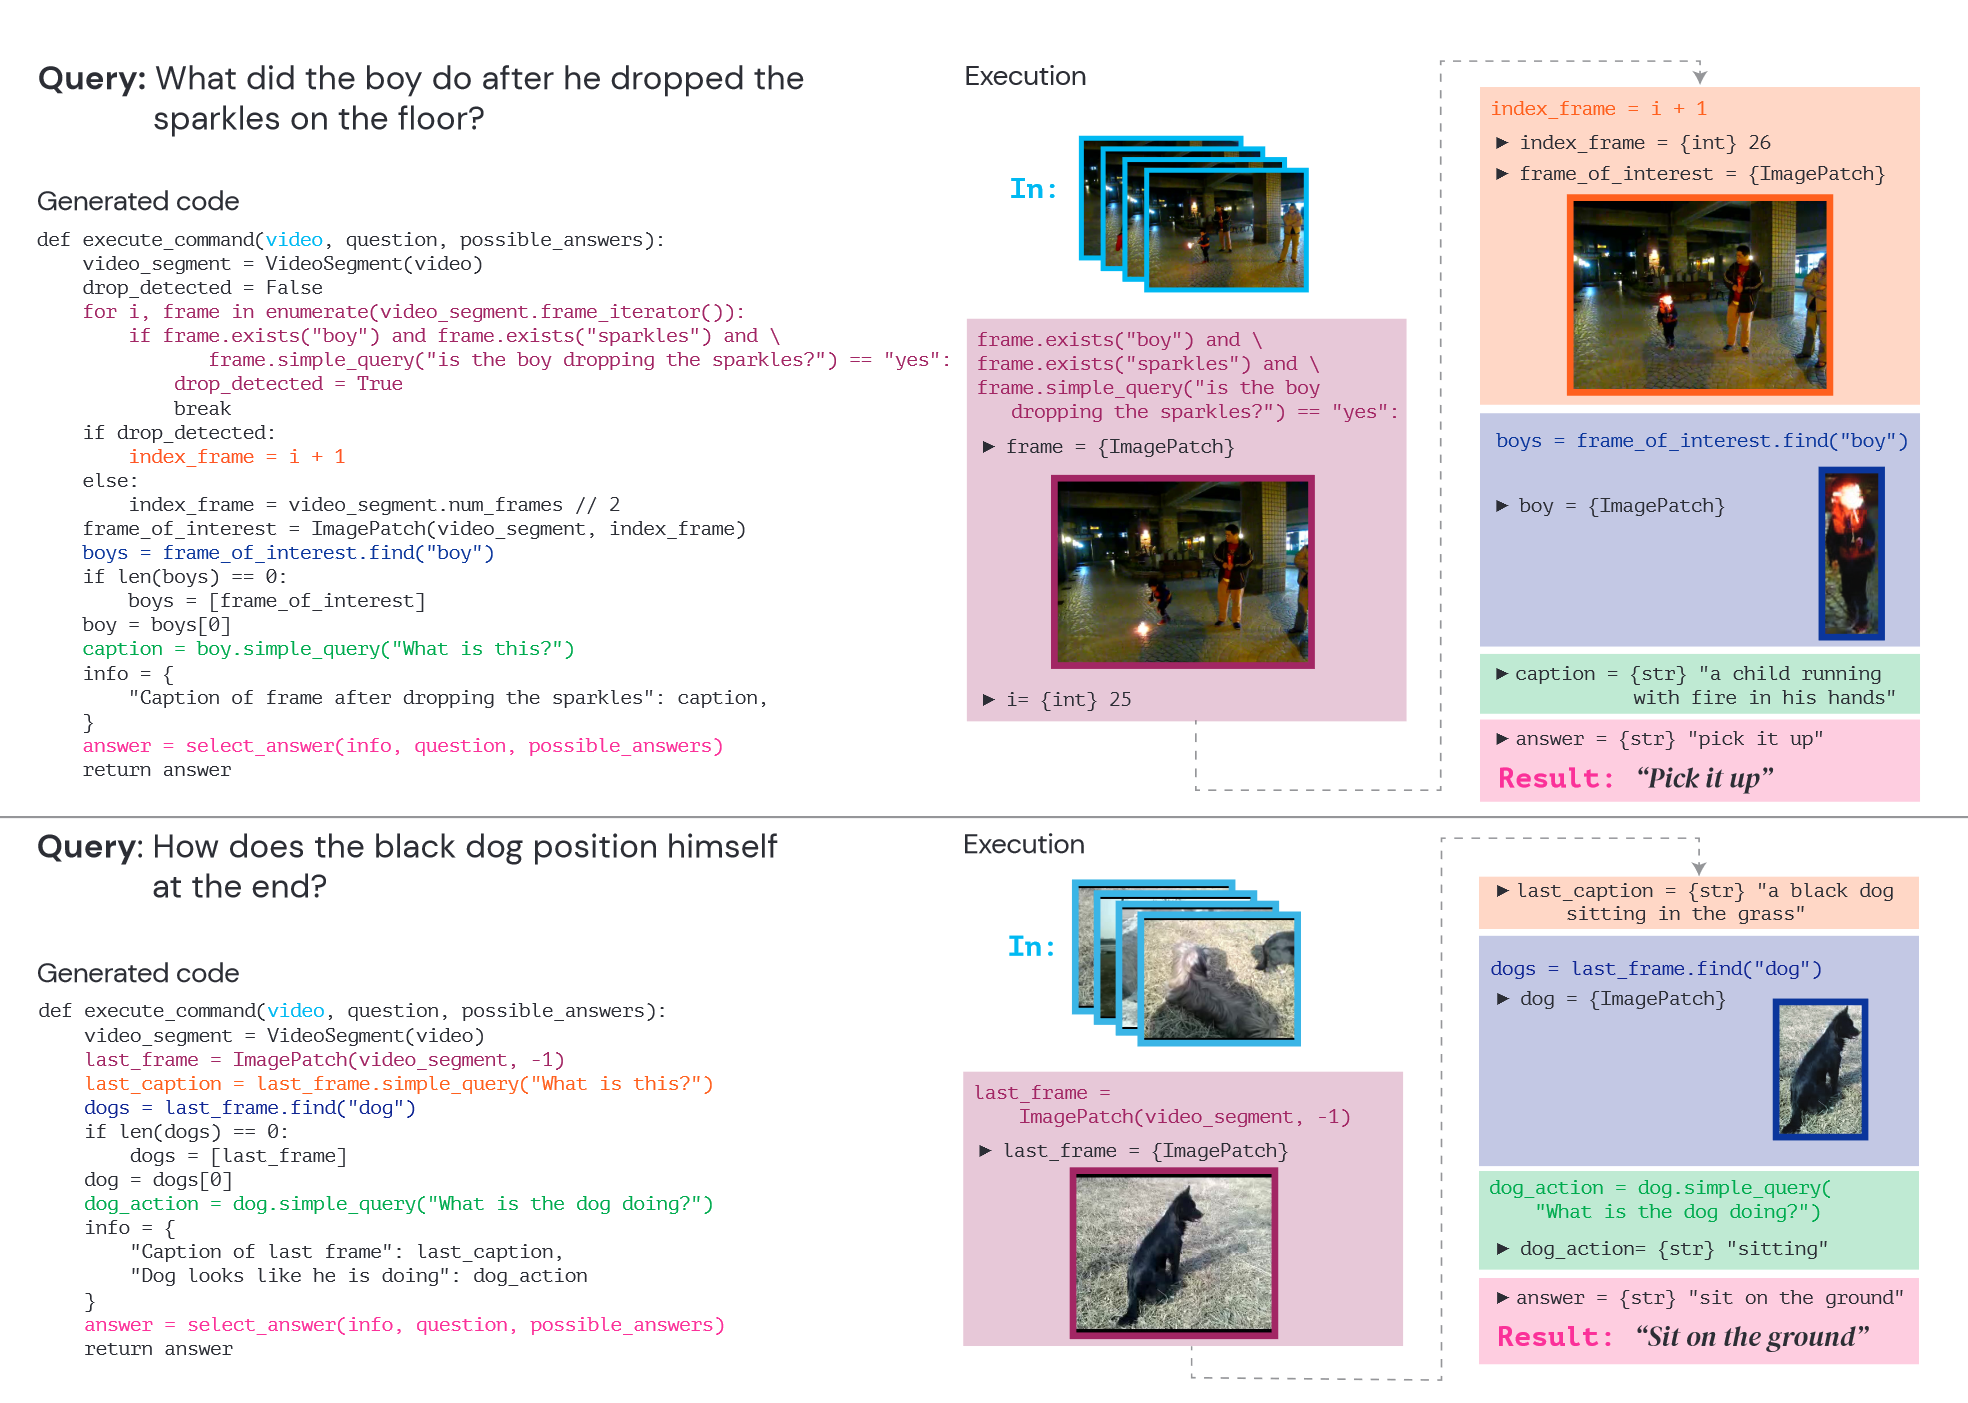 Query: What did the boy do after he dropped the
sparkles on the floor?
Generated code
def execute_command(video, question, possible_answers):
    video_segment = VideoSegment(video)
    drop_detected = False
    for i, frame in enumerate(video_segment.frame_iterator()):
        if frame.exists("boy") and frame.exists("sparkles") and \
               frame.simple_query("is the boy dropping the sparkles?") == "yes":
            drop_detected = True
            break
    if drop_detected:
        index_frame = i + 1
    else:
        index_frame = video_segment.num_frames // 2
    frame_of_interest = ImagePatch(video_segment, index_frame)
    boys = frame_of_interest.find("boy")
    if len(boys) == 0:
        boys = [frame_of_interest]
    boy = boys[0]
    caption = boy.simple_query("What is this?")
    info = {
        "Caption of frame after dropping the sparkles": caption,
    }
    answer = select_answer(info, question, possible_answers)
    return answer
Execution
In:
frame.exists("boy") and \
frame.exists("sparkles") and \
frame.simple_query("is the boy
   dropping the sparkles?") == "yes":
▶ frame = {ImagePatch}
▶ i= {int} 25
index_frame = i + 1
▶ index_frame = {int} 26
▶ frame_of_interest = {ImagePatch}
boys = frame_of_interest.find("boy")
▶ boy = {ImagePatch}
▶ caption = {str} "a child running
with fire in his hands"
▶ answer = {str} "pick it up"
Result: “Pick it up”
Query: How does the black dog position himself
at the end?
Generated code
def execute_command(video, question, possible_answers):
    video_segment = VideoSegment(video)
    last_frame = ImagePatch(video_segment, -1)
    last_caption = last_frame.simple_query("What is this?")
    dogs = last_frame.find("dog")
    if len(dogs) == 0:
        dogs = [last_frame]
    dog = dogs[0]
    dog_action = dog.simple_query("What is the dog doing?")
    info = {
        "Caption of last frame": last_caption,
        "Dog looks like he is doing": dog_action
    }
    answer = select_answer(info, question, possible_answers)
    return answer
Execution
In:
last_frame =
    ImagePatch(video_segment, -1)
▶ last_frame = {ImagePatch}
▶ last_caption = {str} "a black dog
sitting in the grass"
dogs = last_frame.find("dog")
▶ dog = {ImagePatch}
dog_action = dog.simple_query(
    "What is the dog doing?")
▶ dog_action= {str} "sitting"
▶ answer = {str} "sit on the ground"
Result: “Sit on the ground”